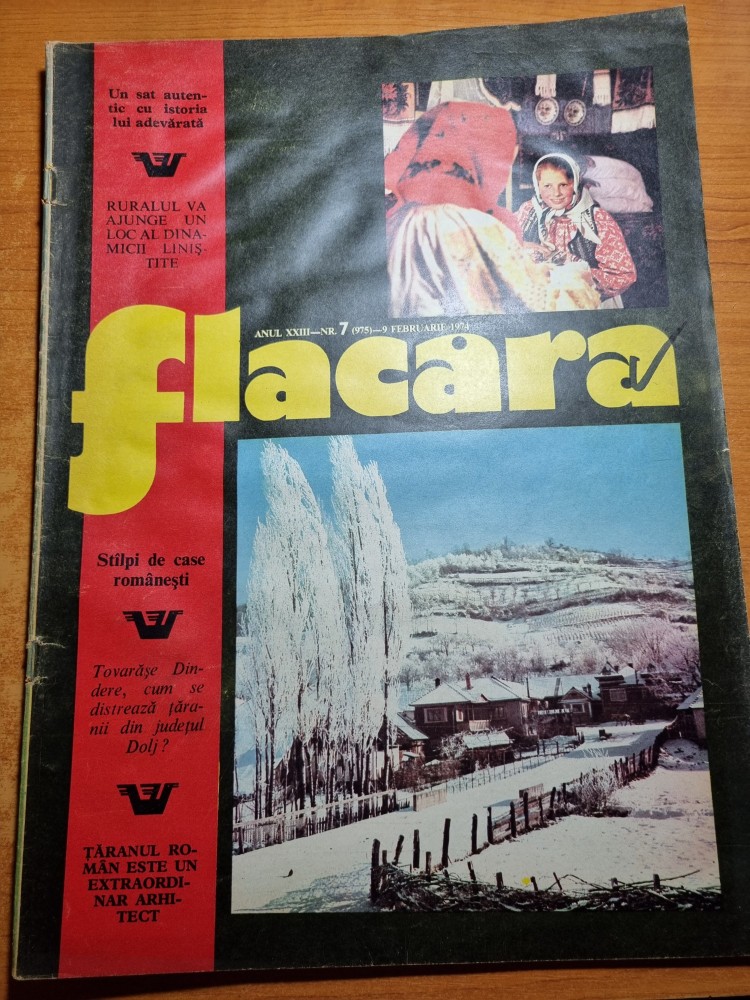 Un sat auten-
tic cu istoria
lui adevărată
RURALUL VA
AJUNGE UN
LOC AL DINA-
MICII LINIȘ-
TITE
ANUL XXIII—NR. 7 (975)—9 FEBRUARIE 1974
flacăra
Stîlpi de case
românești
Tovarășe Din-
dere, cum se
distrează țăra-
nii din județul
Dolj?
ȚĂRANUL RO-
MÂN ESTE UN
EXTRAORDI-
NAR ARHI-
TECT